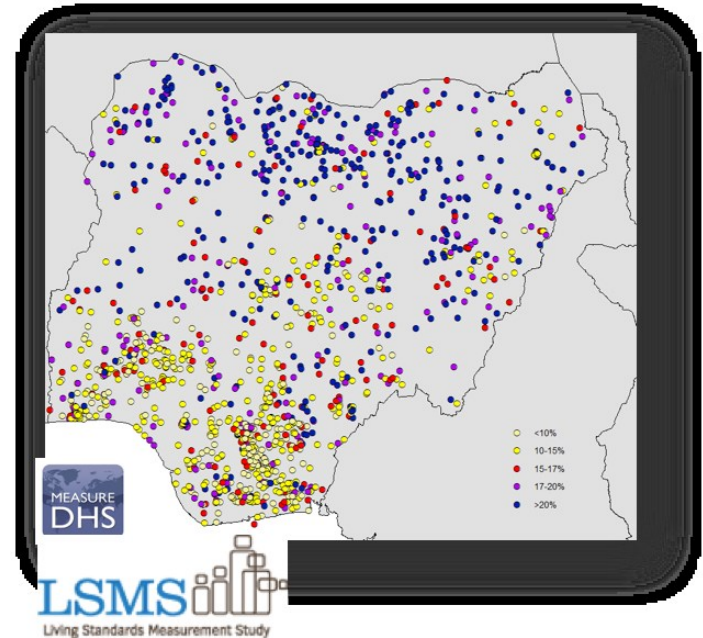 <10%
10-15%
15-17%
17-20%
>20%
MEASURE
DHS
LSMS
Living Standards Measurement Study